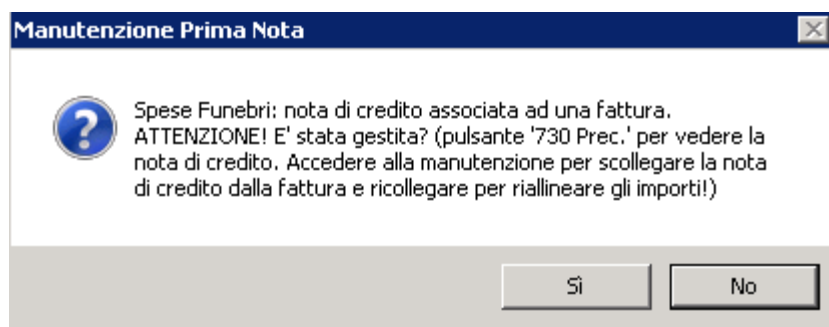 Manutenzione Prima Nota
Spese Funebri: nota di credito associata ad una fattura.
ATTENZIONE! E' stata gestita? (pulsante '730 Prec.' per vedere la
nota di credito. Accedere alla manutenzione per scollegare la nota
di credito dalla fattura e ricollegare per riallineare gli importi!)
Sì
No